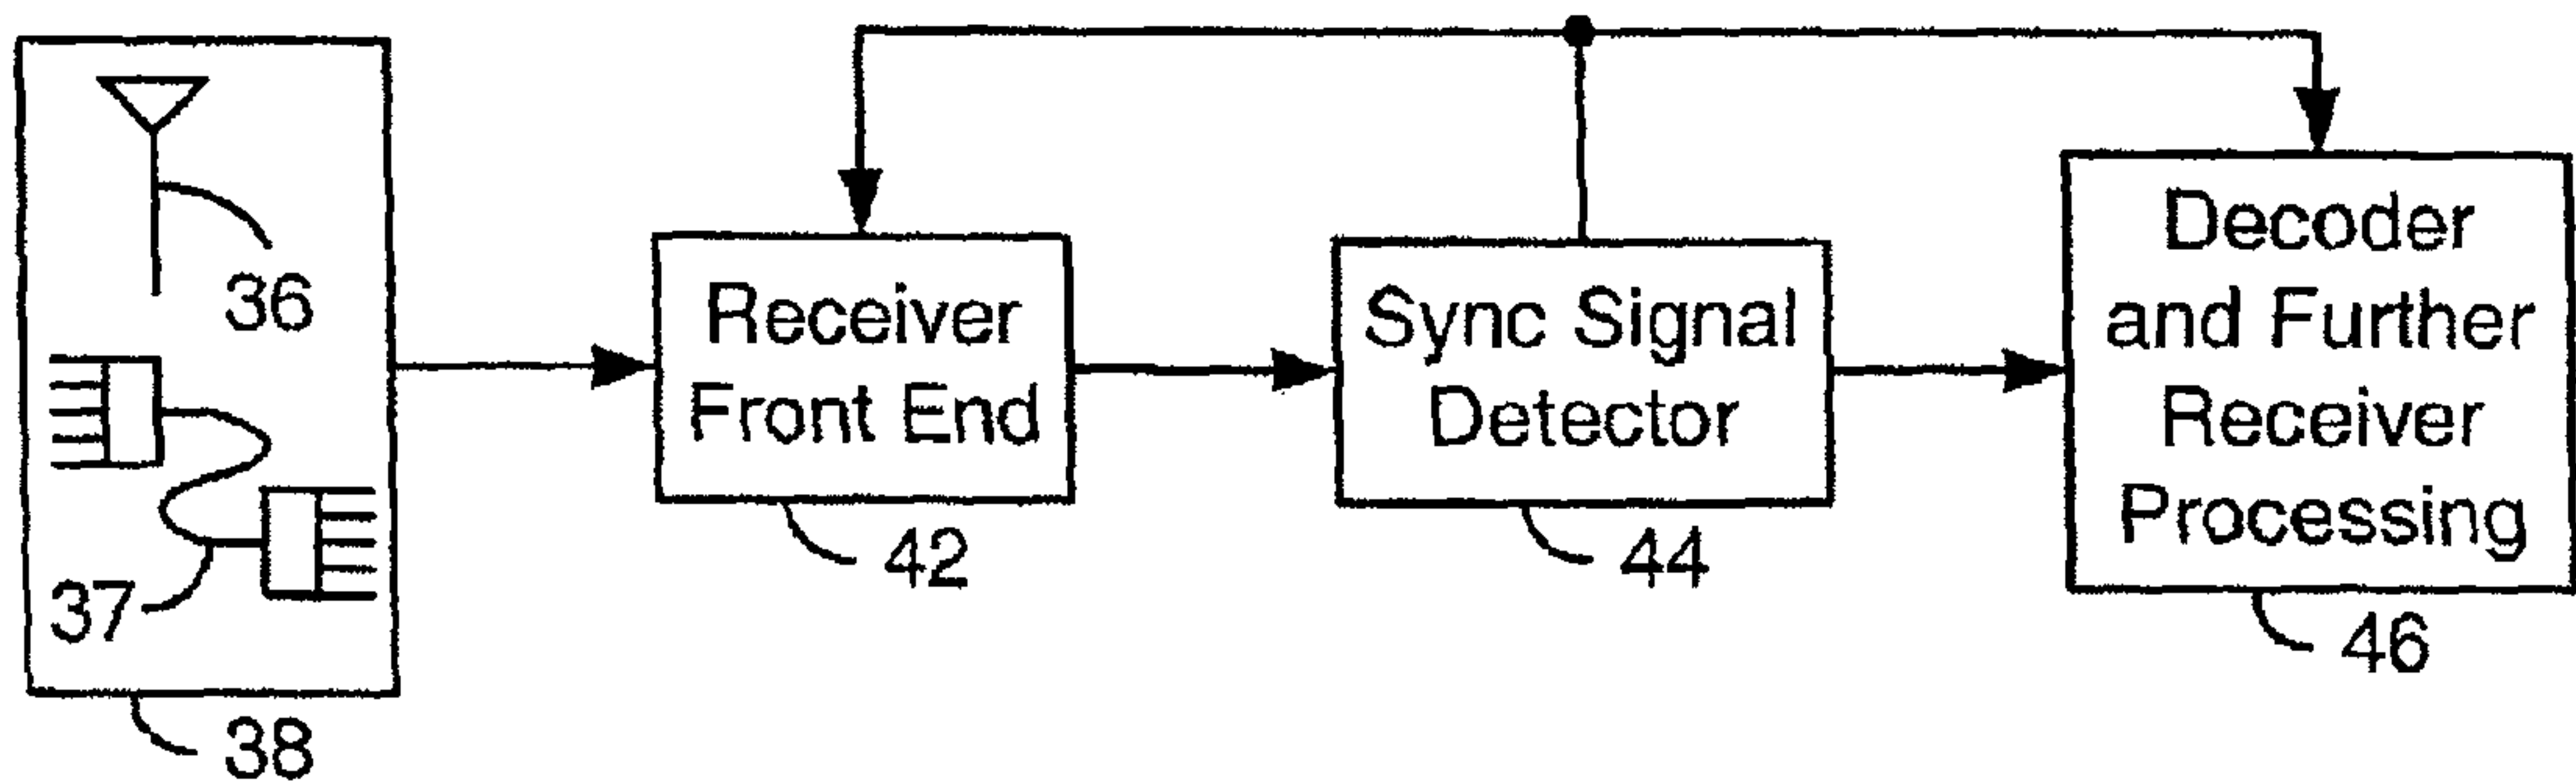 36
37
38
Receiver
Front End
42
Sync Signal
Detector
44
Decoder
and Further
Receiver
Processing
46